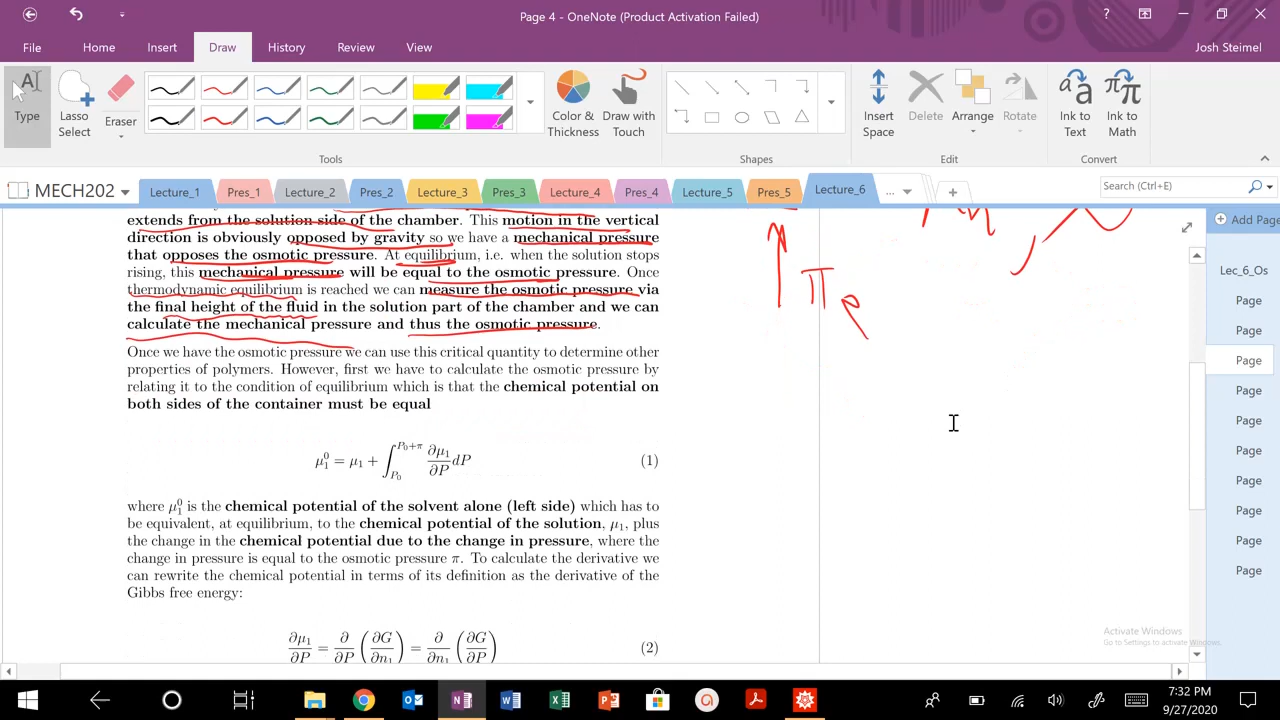 Page 4 - OneNote (Product Activation Failed)
?
File Home Insert Draw History Review View Josh Steimel
Type
Lasso Select
Eraser
Color & Thickness
Draw with Touch
Insert Space
Delete
Arrange
Rotate
Ink to Text
Ink to Math
Tools Shapes Edit Convert
MECH202 Lecture_1 Pres_1 Lecture_2 Pres_2 Lecture_3 Pres_3 Lecture_4 Pres_4 Lecture_5 Pres_5 Lecture_6 ... Search (Ctrl+E)
Add Page
Lec_6_Os
Page
Page
Page
Page
Page
Page
Page
Page
Page
Page
extends from the solution side of the chamber. This motion in the vertical
direction is obviously opposed by gravity so we have a mechanical pressure
that opposes the osmotic pressure. At equilibrium, i.e. when the solution stops
rising, this mechanical pressure will be equal to the osmotic pressure. Once
thermodynamic equilibrium is reached we can measure the osmotic pressure via
the final height of the fluid in the solution part of the chamber and we can
calculate the mechanical pressure and thus the osmotic pressure.
Once we have the osmotic pressure we can use this critical quantity to determine other
properties of polymers. However, first we have to calculate the osmotic pressure by
relating it to the condition of equilibrium which is that the chemical potential on
both sides of the container must be equal
μ₁⁰ = μ₁ + ∫_{P₀}^{P₀+π} ∂μ₁/∂P dP (1)
where μ₁⁰ is the chemical potential of the solvent alone (left side) which has to
be equivalent, at equilibrium, to the chemical potential of the solution, μ₁, plus
the change in the chemical potential due to the change in pressure, where the
change in pressure is equal to the osmotic pressure π. To calculate the derivative we
can rewrite the chemical potential in terms of its definition as the derivative of the
Gibbs free energy:
∂μ₁/∂P = ∂/∂P (∂G/∂n₁) = ∂/∂n₁ (∂G/∂P) (2)
π
Activate Windows
Go to Settings to activate Windows.
7:32 PM
9/27/2020